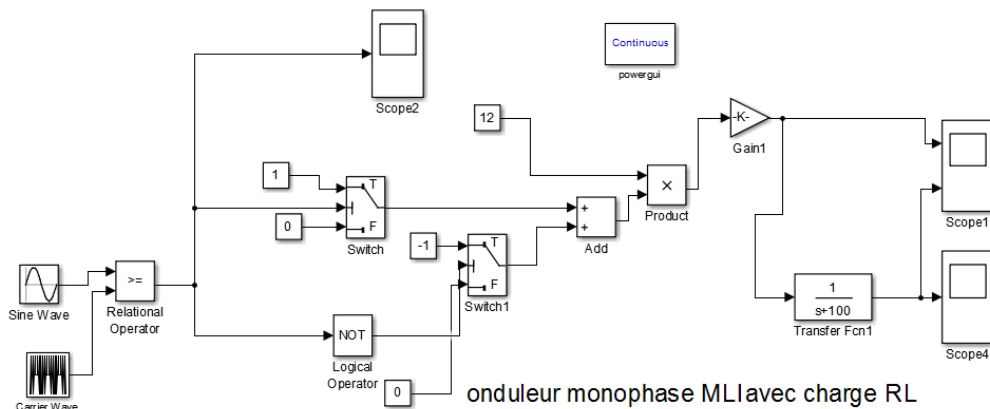 Continuous
powergui
Scope2
12
-K-
Gain1
×
Product
Scope1
1
T
0
F
Switch
+
+
Add
-1
T
F
Switch1
Sine Wave
>=
Relational
Operator
NOT
Logical
Operator
0
1
s+100
Transfer Fcn1
Scope4
Carrier Wave
onduleur monophase MLIavec charge RL